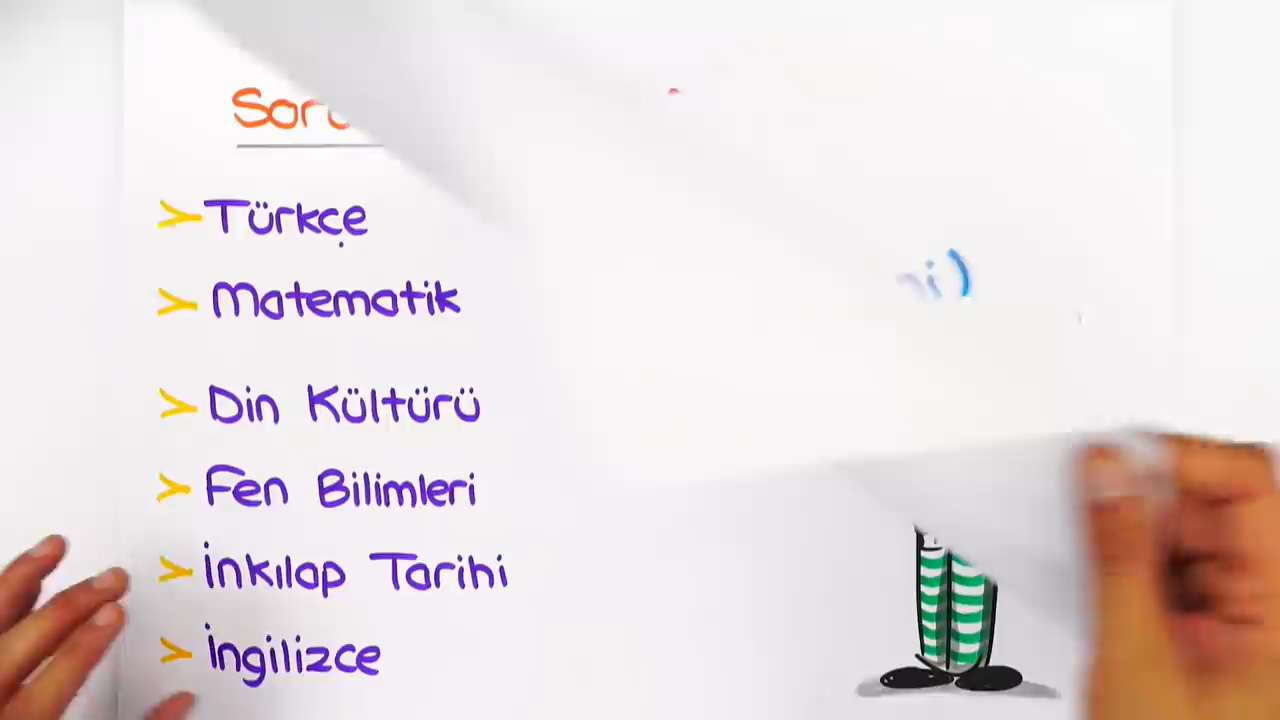 Türkçe
Matematik
Din Kültürü
Fen Bilimleri
İnkılap Tarihi
İngilizce